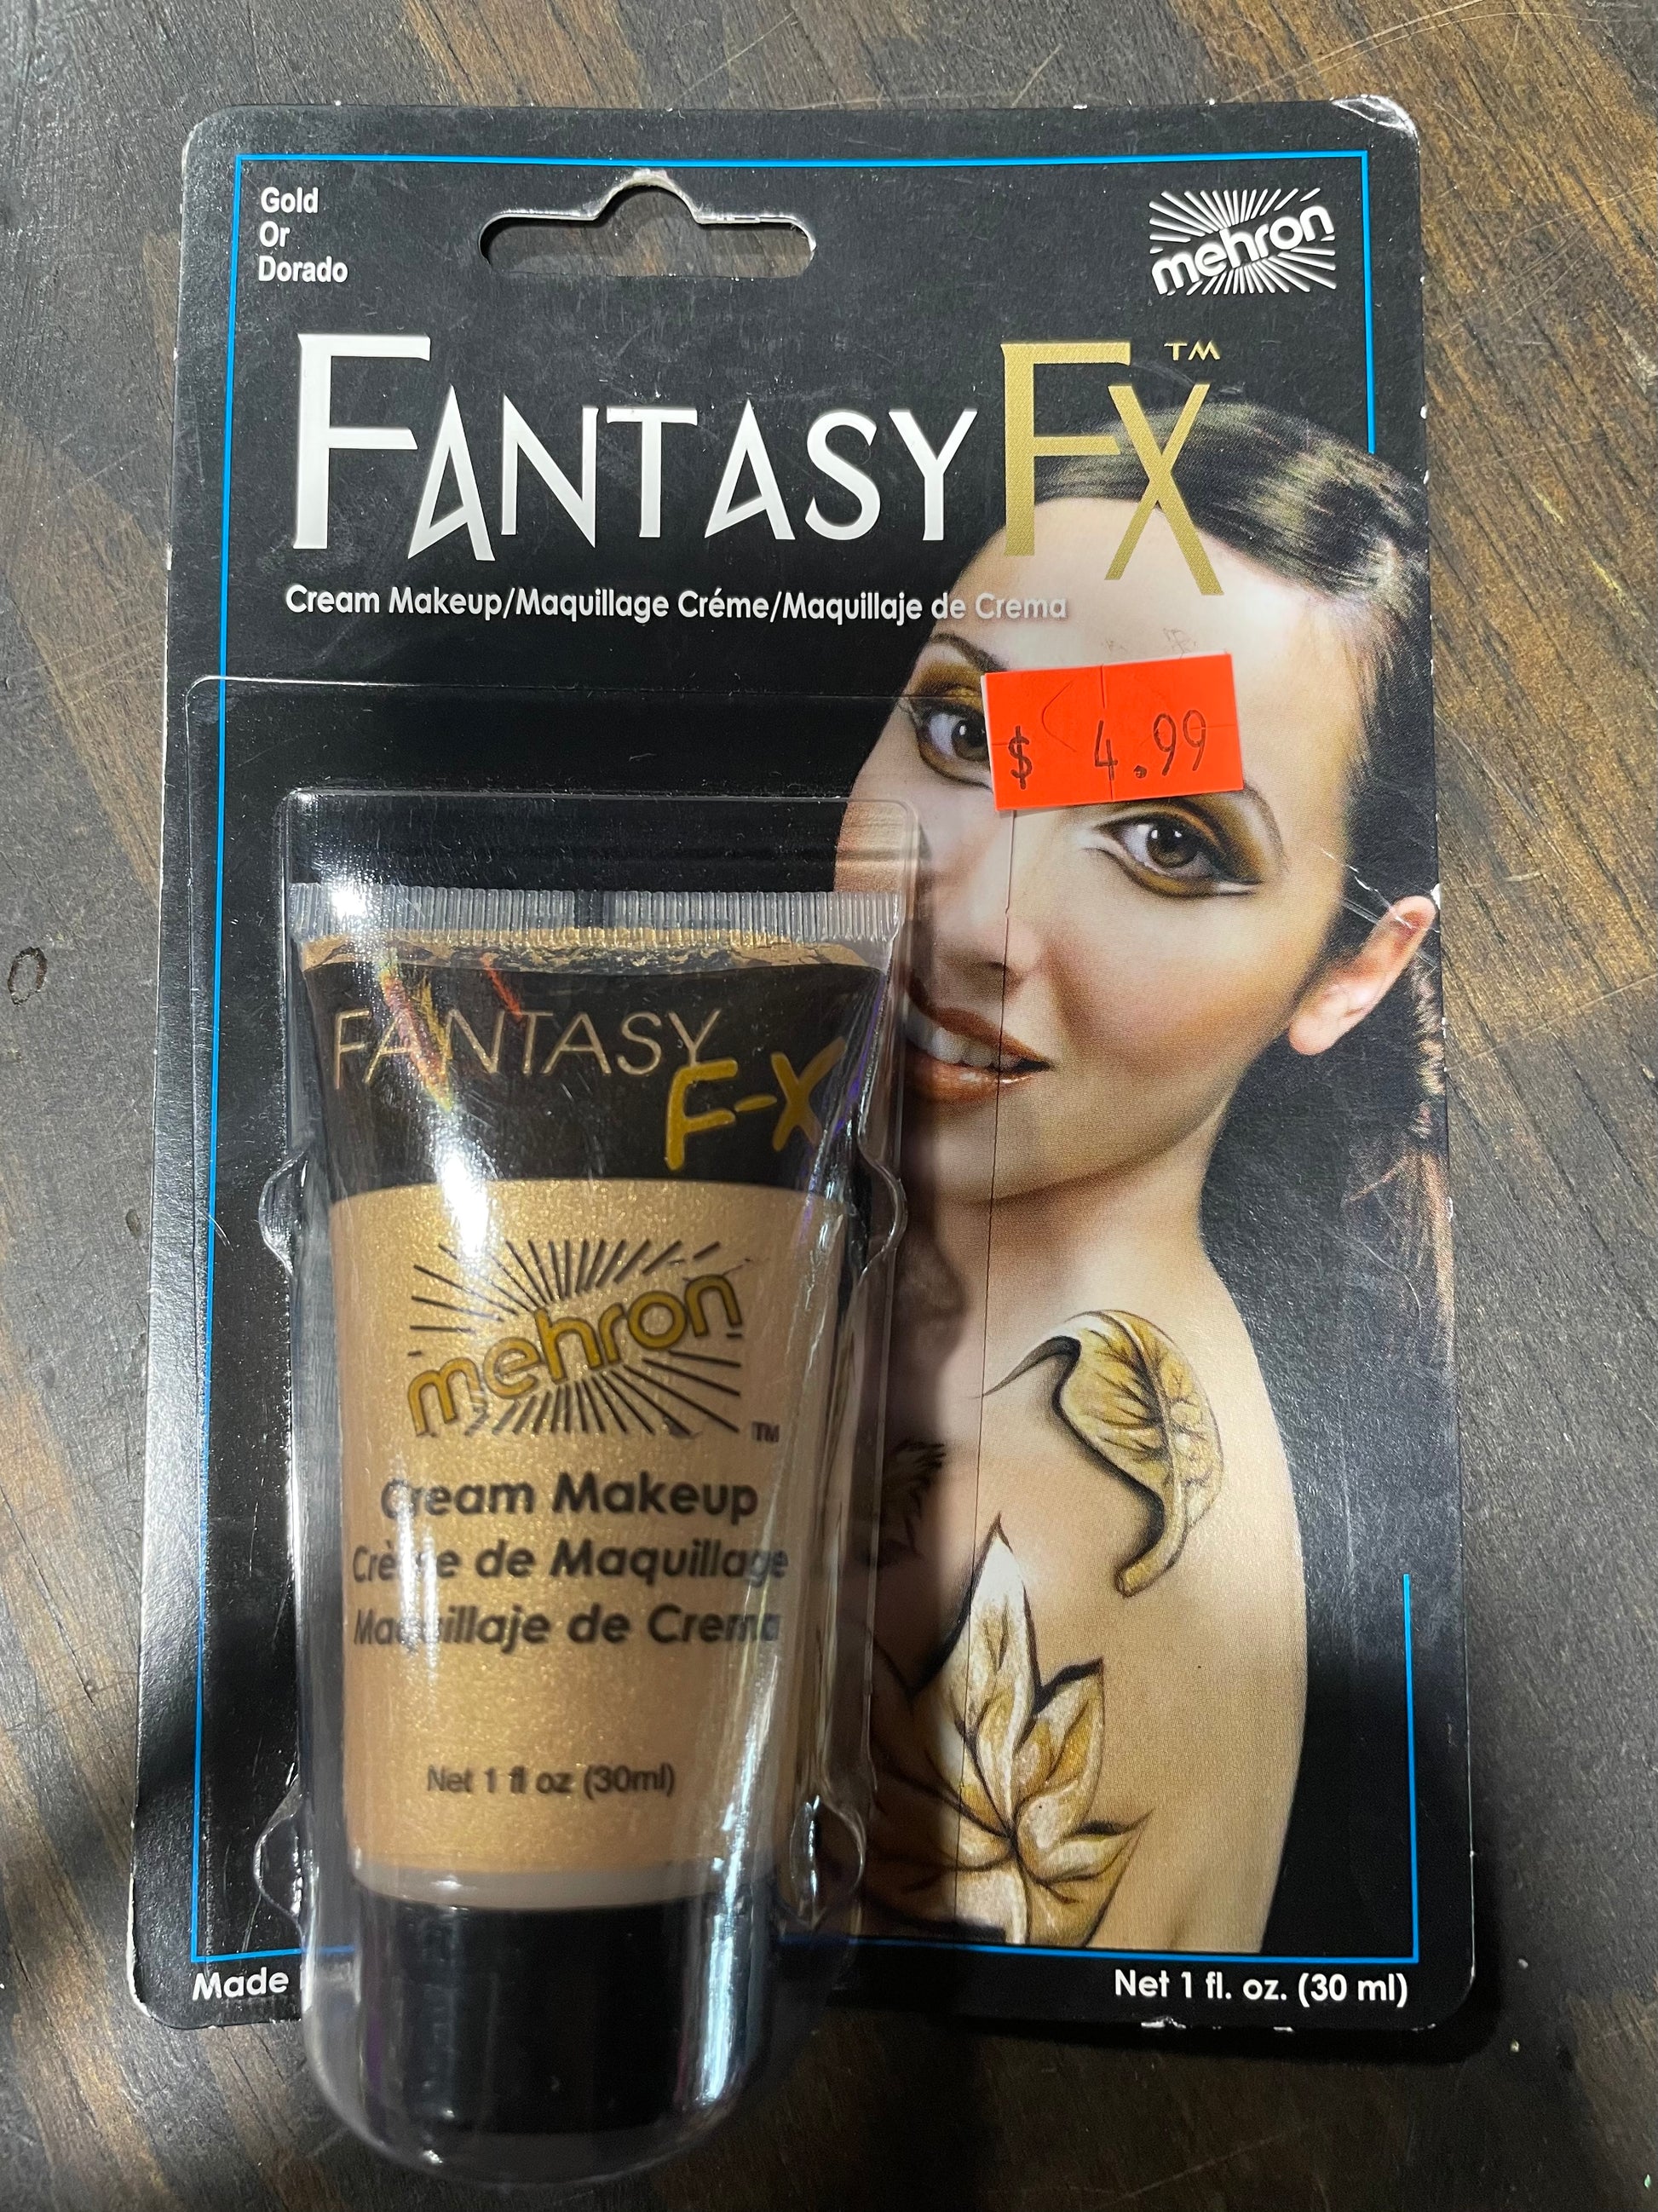 Gold
Or
Dorado
mehron
FANTASY FX™
Cream Makeup/Maquillage Créme/Maquillaje de Crema
$ 4.99
FANTASY
F-X
mehron
™
Cream Makeup
Crème de Maquillage
Maquillaje de Crema
Net 1 fl oz (30ml)
Made
Net 1 fl. oz. (30 ml)